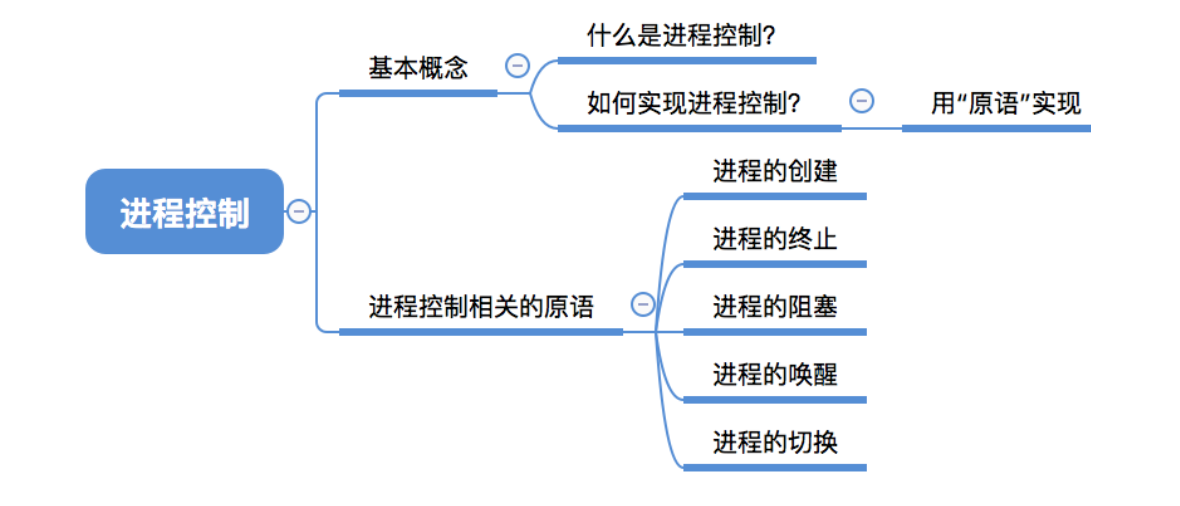 进程控制
基本概念
什么是进程控制？
如何实现进程控制？
用“原语”实现
进程控制相关的原语
进程的创建
进程的终止
进程的阻塞
进程的唤醒
进程的切换